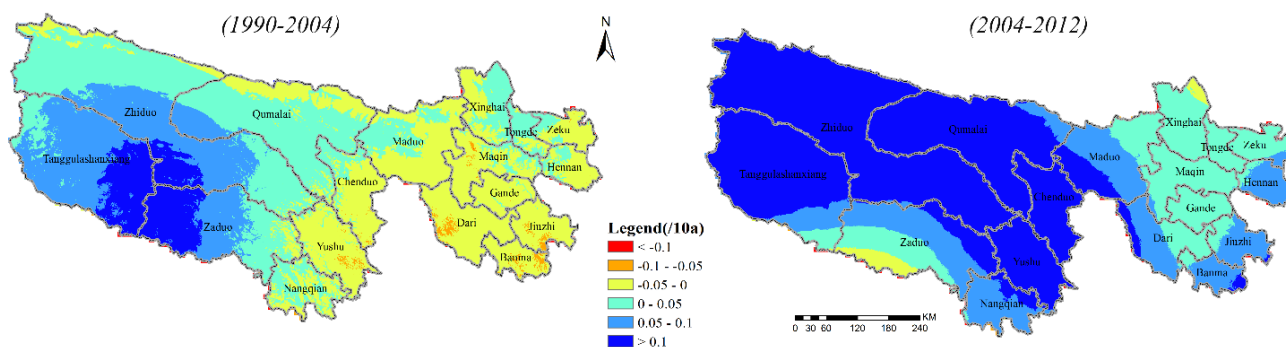 (1990-2004)
N
(2004-2012)
Zhiduo
Qumalai
Tanggulashanxiang
Zaduo
Chenduo
Yushu
Nangqian
Maduo
Xinghai
Tongde
Zeku
Maqin
Hennan
Gande
Dari
Jiuzhi
Banma
Legend(/10a)
< -0.1
-0.1 - -0.05
-0.05 - 0
0 - 0.05
0.05 - 0.1
> 0.1
Zhiduo
Qumalai
Tanggulashanxiang
Zaduo
Chenduo
Yushu
Nangqian
Maduo
Xinghai
Tongde
Zeku
Maqin
Hennan
Gande
Dari
Jiuzhi
Banma
KM
0 30 60 120 180 240